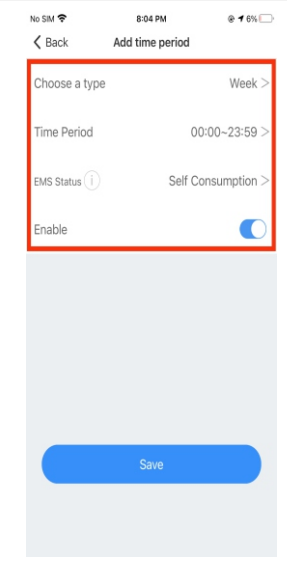 No SIM 8:04 PM 6%
Back Add time period
Choose a type Week >
Time Period 00:00~23:59 >
EMS Status i Self Consumption >
Enable
Save